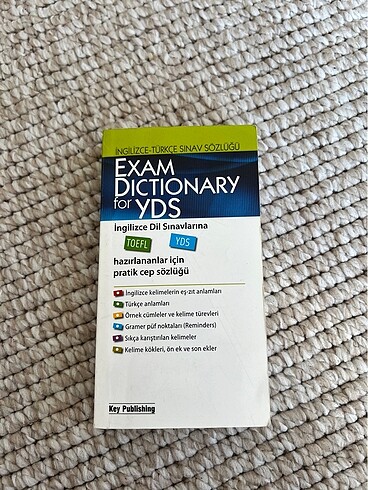 İNGİLİZCE-TÜRKÇE SINAV SÖZLÜĞÜ
EXAM
DICTIONARY
for YDS
İngilizce Dil Sınavlarına
TOEFL YDS
hazırlananlar için
pratik cep sözlüğü
İngilizce kelimelerin eş-zıt anlamları
Türkçe anlamları
Örnek cümleler ve kelime türevleri
Gramer püf noktaları (Reminders)
Sıkça karıştırılan kelimeler
Kelime kökleri, ön ek ve son ekler
Key Publishing